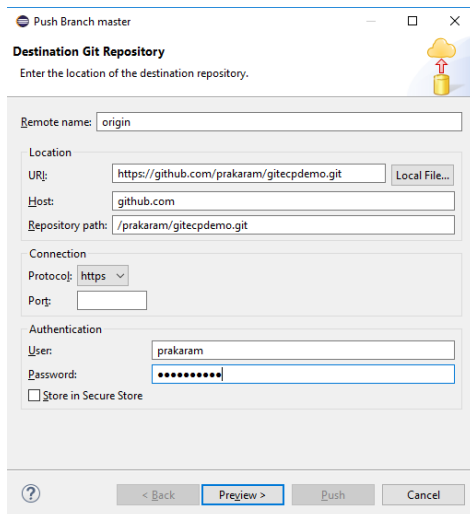 Push Branch master
Destination Git Repository
Enter the location of the destination repository.
Remote name: origin
Location
URI: https://github.com/prakaram/gitecpdemo.git Local File...
Host: github.com
Repository path: /prakaram/gitecpdemo.git
Connection
Protocol: https
Port:
Authentication
User: prakaram
Password: ●●●●●●●●●●
Store in Secure Store
? < Back Preview > Push Cancel